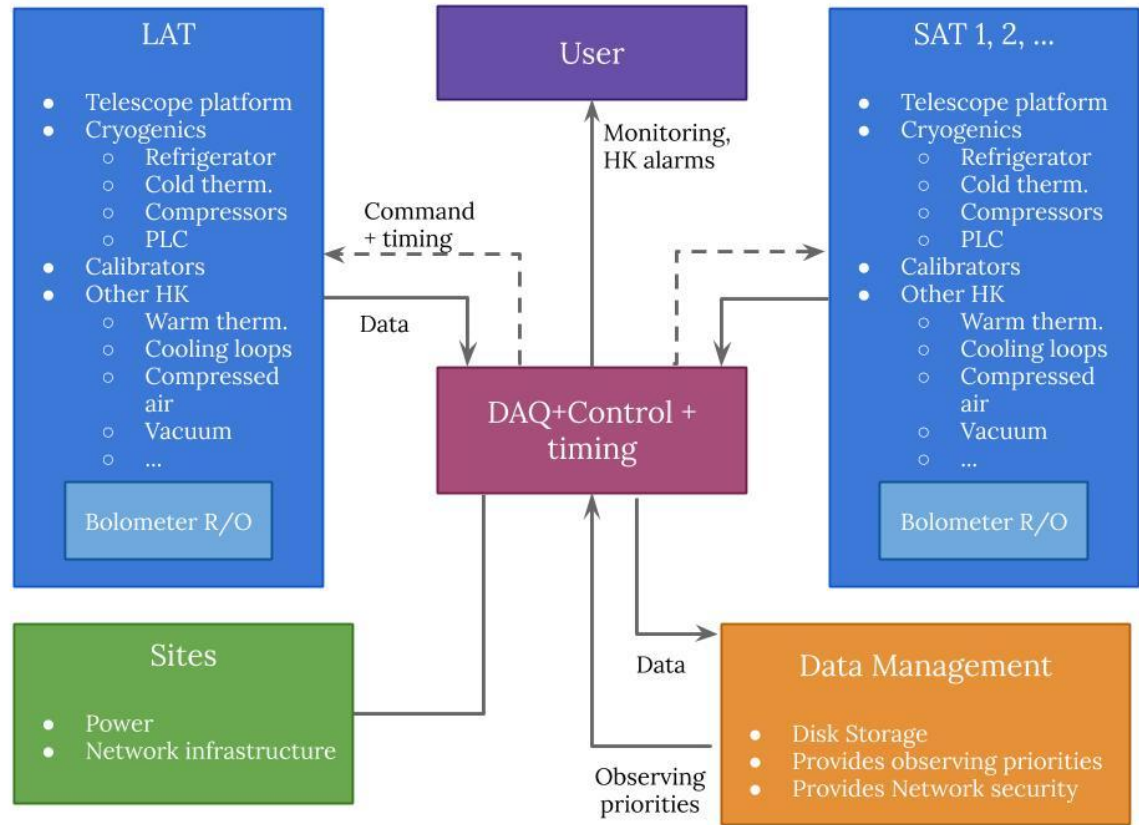 LAT
● Telescope platform
● Cryogenics
○ Refrigerator
○ Cold therm.
○ Compressors
○ PLC
● Calibrators
● Other HK
○ Warm therm.
○ Cooling loops
○ Compressed
air
○ Vacuum
○ ...
Bolometer R/O
User
Monitoring,
HK alarms
Command
+ timing
Data
DAQ+Control +
timing
SAT 1, 2, ...
● Telescope platform
● Cryogenics
○ Refrigerator
○ Cold therm.
○ Compressors
○ PLC
● Calibrators
● Other HK
○ Warm therm.
○ Cooling loops
○ Compressed
air
○ Vacuum
○ ...
Bolometer R/O
Sites
● Power
● Network infrastructure
Data
Observing
priorities
Data Management
● Disk Storage
● Provides observing priorities
● Provides Network security